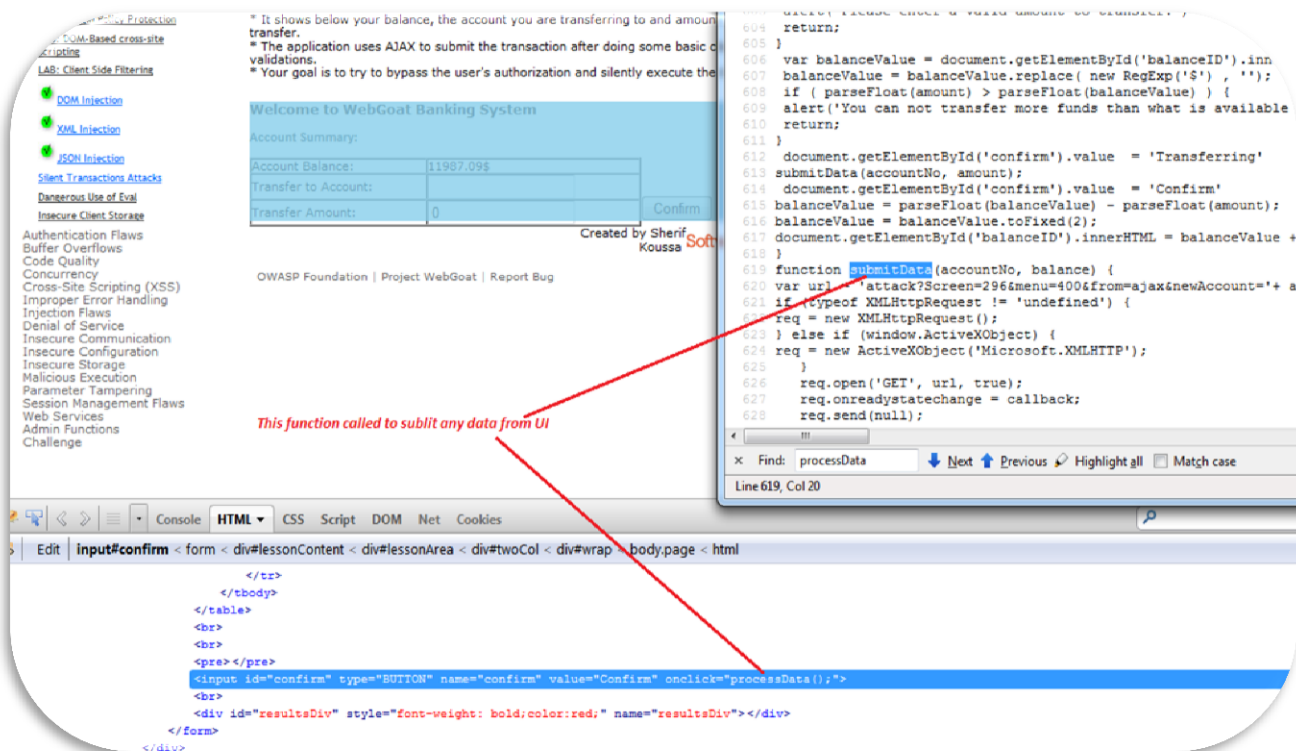 Policy Protection
LAB: DOM-Based cross-site
scripting
LAB: Client Side Filtering
DOM Injection
XML Injection
JSON Injection
Silent Transactions Attacks
Dangerous Use of Eval
Insecure Client Storage
Authentication Flaws
Buffer Overflows
Code Quality
Concurrency
Cross-Site Scripting (XSS)
Improper Error Handling
Injection Flaws
Denial of Service
Insecure Communication
Insecure Configuration
Insecure Storage
Malicious Execution
Parameter Tampering
Session Management Flaws
Web Services
Admin Functions
Challenge
* It shows below your balance, the account you are transferring to and amoun
transfer.
* The application uses AJAX to submit the transaction after doing some basic c
validations.
* Your goal is to try to bypass the user's authorization and silently execute the
Welcome to WebGoat Banking System
Account Summary:
Account Balance: 11987.09$
Transfer to Account:
Transfer Amount: 0
Confirm
Created by Sherif
Koussa
Soft
OWASP Foundation | Project WebGoat | Report Bug
This function called to sublit any data from UI
alert('Please enter a valid amount to transfer.')
604 return;
605 }
606 var balanceValue = document.getElementById('balanceID').inn
607 balanceValue = balanceValue.replace( new RegExp('$') , '');
608 if ( parseFloat(amount) > parseFloat(balanceValue) ) {
609 alert('You can not transfer more funds than what is available
610 return;
611 }
612 document.getElementById('confirm').value = 'Transferring'
613 submitData(accountNo, amount);
614 document.getElementById('confirm').value = 'Confirm'
615 balanceValue = parseFloat(balanceValue) - parseFloat(amount);
616 balanceValue = balanceValue.toFixed(2);
617 document.getElementById('balanceID').innerHTML = balanceValue +
618 }
619 function submitData(accountNo, balance) {
620 var url = 'attack?Screen=296&menu=400&from=ajax&newAccount='+ a
621 if (typeof XMLHttpRequest != 'undefined') {
622 req = new XMLHttpRequest();
623 } else if (window.ActiveXObject) {
624 req = new ActiveXObject('Microsoft.XMLHTTP');
625 }
626 req.open('GET', url, true);
627 req.onreadystatechange = callback;
628 req.send(null);
× Find: processData Next Previous Highlight all Match case
Line 619, Col 20
Console HTML CSS Script DOM Net Cookies
Edit input#confirm < form < div#lessonContent < div#lessonArea < div#twoCol < div#wrap < body.page < html
</tr>
</tbody>
</table>
<br>
<br>
<pre></pre>
<input id="confirm" type="BUTTON" name="confirm" value="Confirm" onclick="processData();">
<br>
<div id="resultsDiv" style="font-weight: bold;color:red;" name="resultsDiv"></div>
</form>
</div>